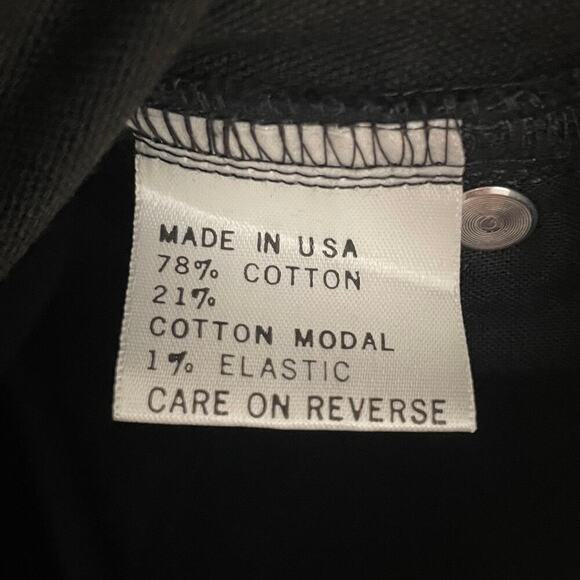 MADE IN USA
78% COTTON
21%
COTTON MODAL
1% ELASTIC
CARE ON REVERSE